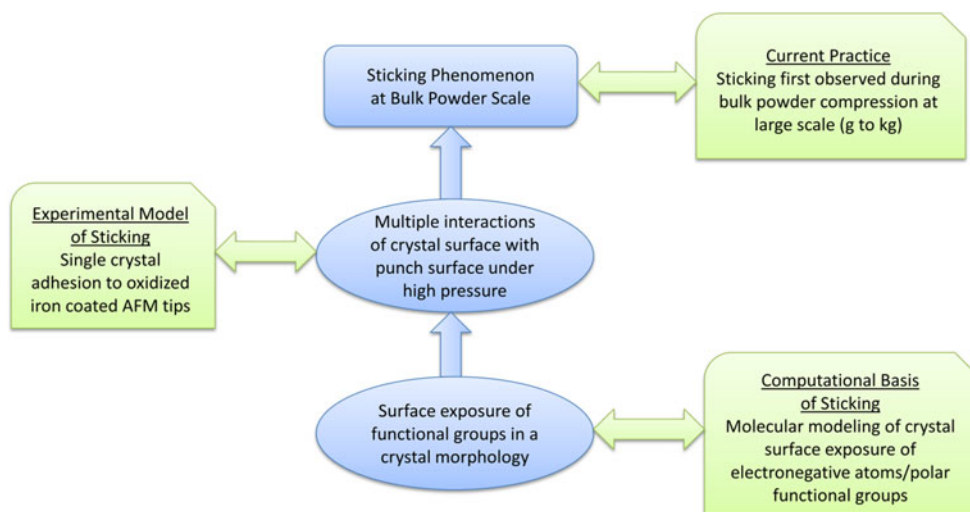 Sticking Phenomenon
at Bulk Powder Scale
Current Practice
Sticking first observed during
bulk powder compression at
large scale (g to kg)
Experimental Model
of Sticking
Single crystal
adhesion to oxidized
iron coated AFM tips
Multiple interactions
of crystal surface with
punch surface under
high pressure
Surface exposure of
functional groups in a
crystal morphology
Computational Basis
of Sticking
Molecular modeling of crystal
surface exposure of
electronegative atoms/polar
functional groups